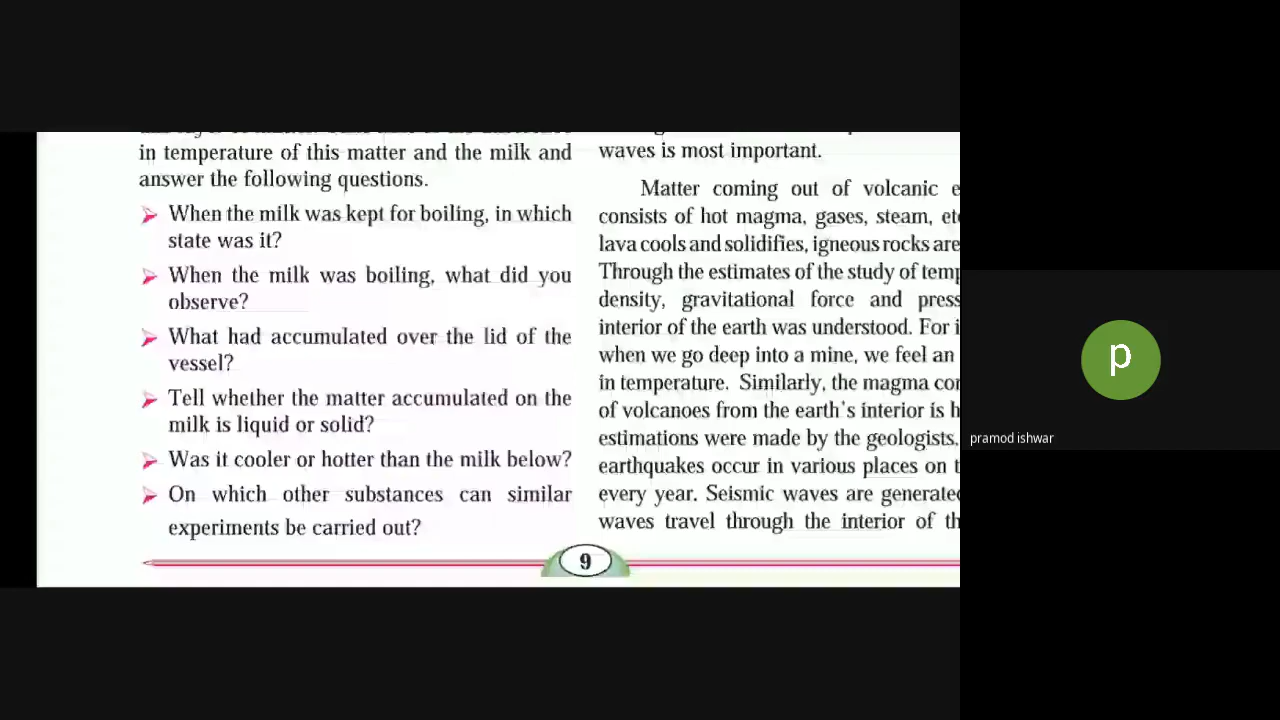 in temperature of this matter and the milk and
answer the following questions.
When the milk was kept for boiling, in which
state was it?
When the milk was boiling, what did you
observe?
What had accumulated over the lid of the
vessel?
Tell whether the matter accumulated on the
milk is liquid or solid?
Was it cooler or hotter than the milk below?
On which other substances can similar
experiments be carried out?
waves is most important.
Matter coming out of volcanic
consists of hot magma, gases, steam,
lava cools and solidifies, igneous rocks are
Through the estimates of the study of
density, gravitational force and
interior of the earth was understood. For
when we go deep into a mine, we feel an
in temperature. Similarly, the magma
of volcanoes from the earth's interior is
estimations were made by the geologists.
earthquakes occur in various places on
every year. Seismic waves are
waves travel through the interior of
9
p
pramod ishwar